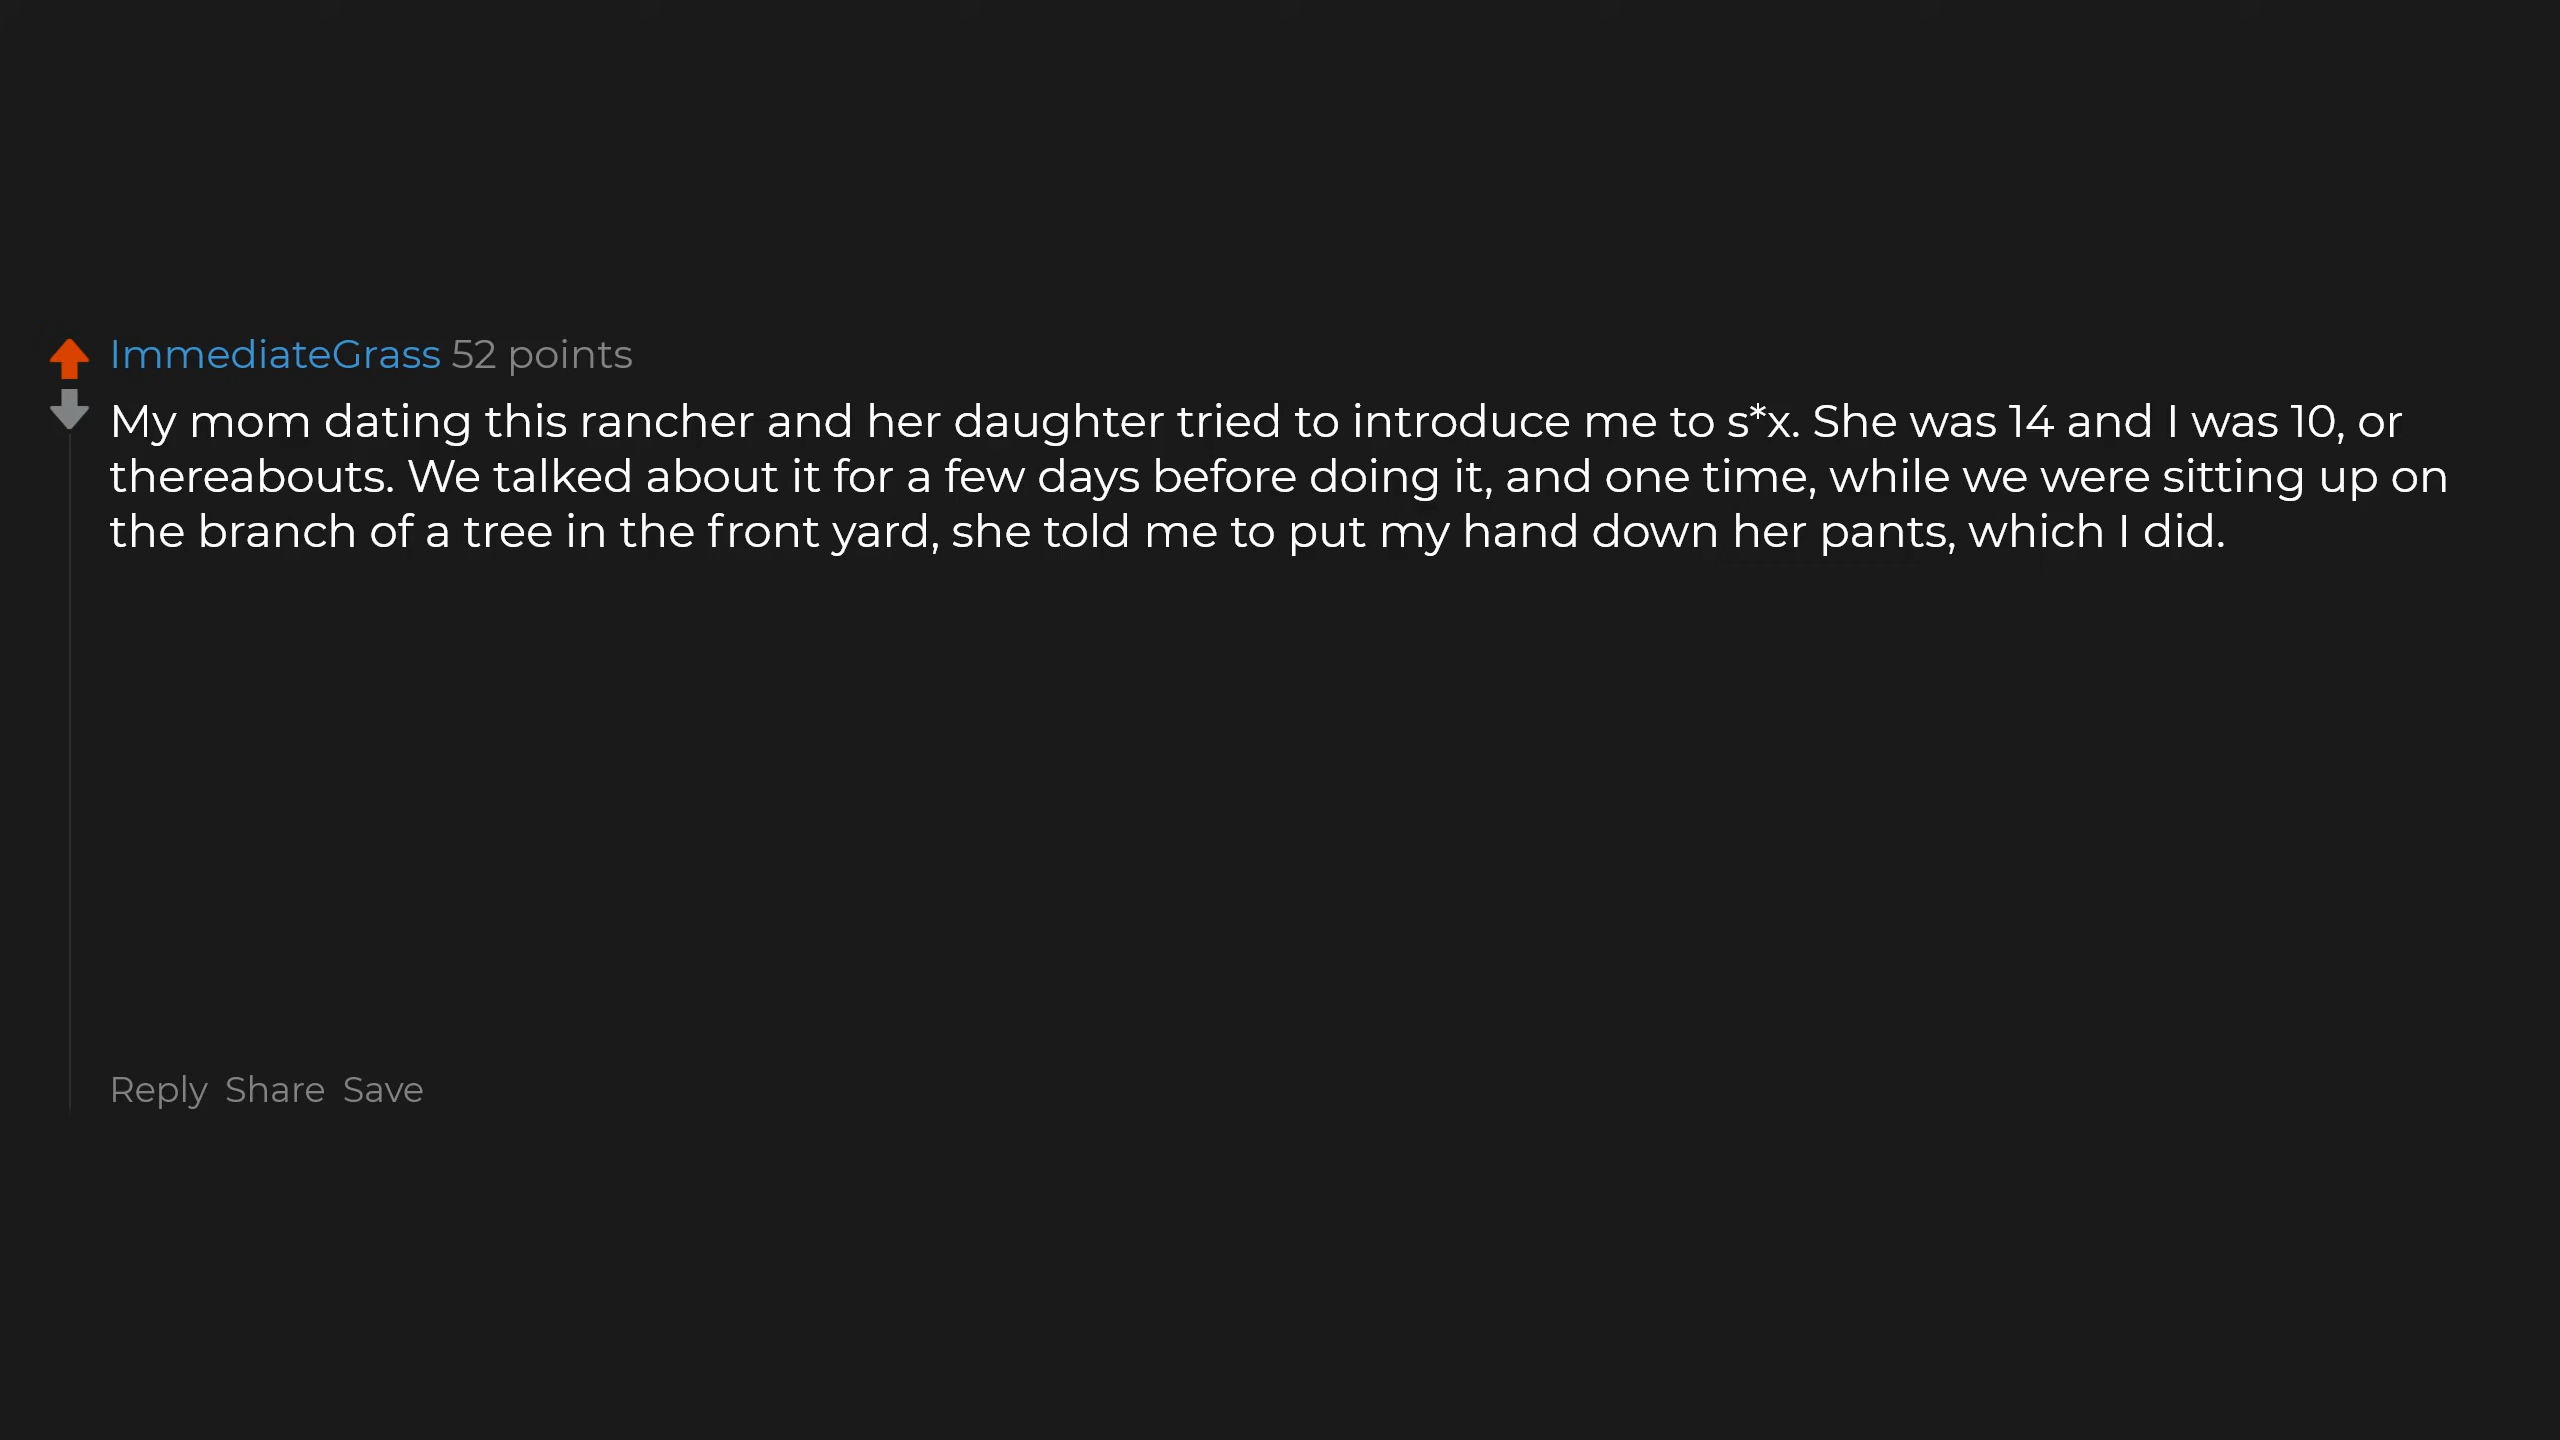 ImmediateGrass 52 points
My mom dating this rancher and her daughter tried to introduce me to s*x. She was 14 and I was 10, or
thereabouts. We talked about it for a few days before doing it, and one time, while we were sitting up on
the branch of a tree in the front yard, she told me to put my hand down her pants, which I did.
Reply Share Save